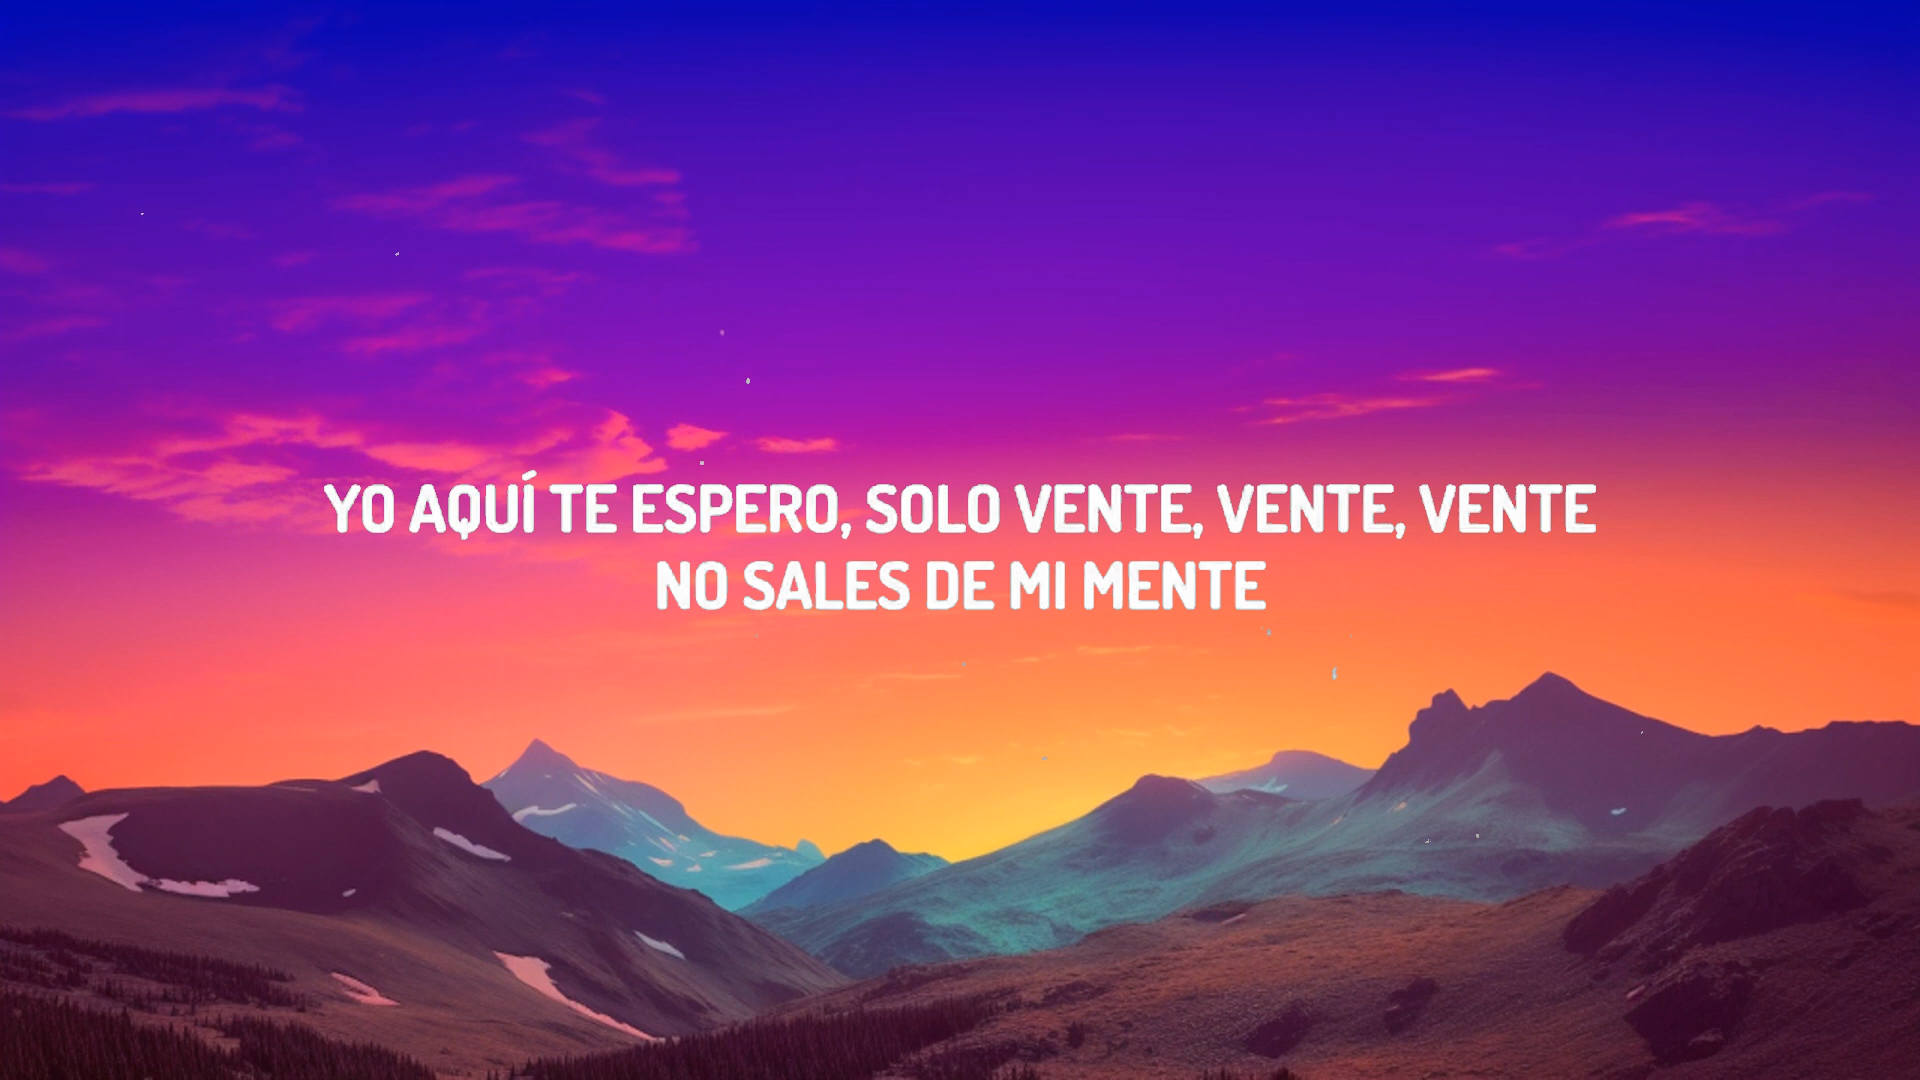 YO AQUÍ TE ESPERO, SOLO VENTE, VENTE, VENTE
NO SALES DE MI MENTE